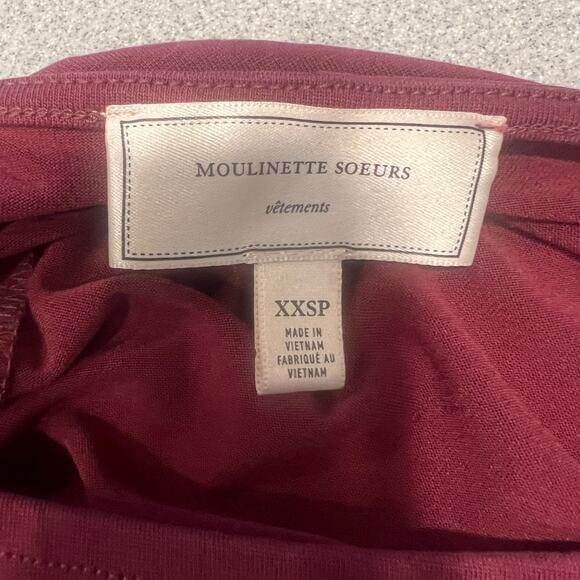 MOULINETTE SOEURS
vêtements
XXSP
MADE IN
VIETNAM
FABRIQUÉ AU
VIETNAM